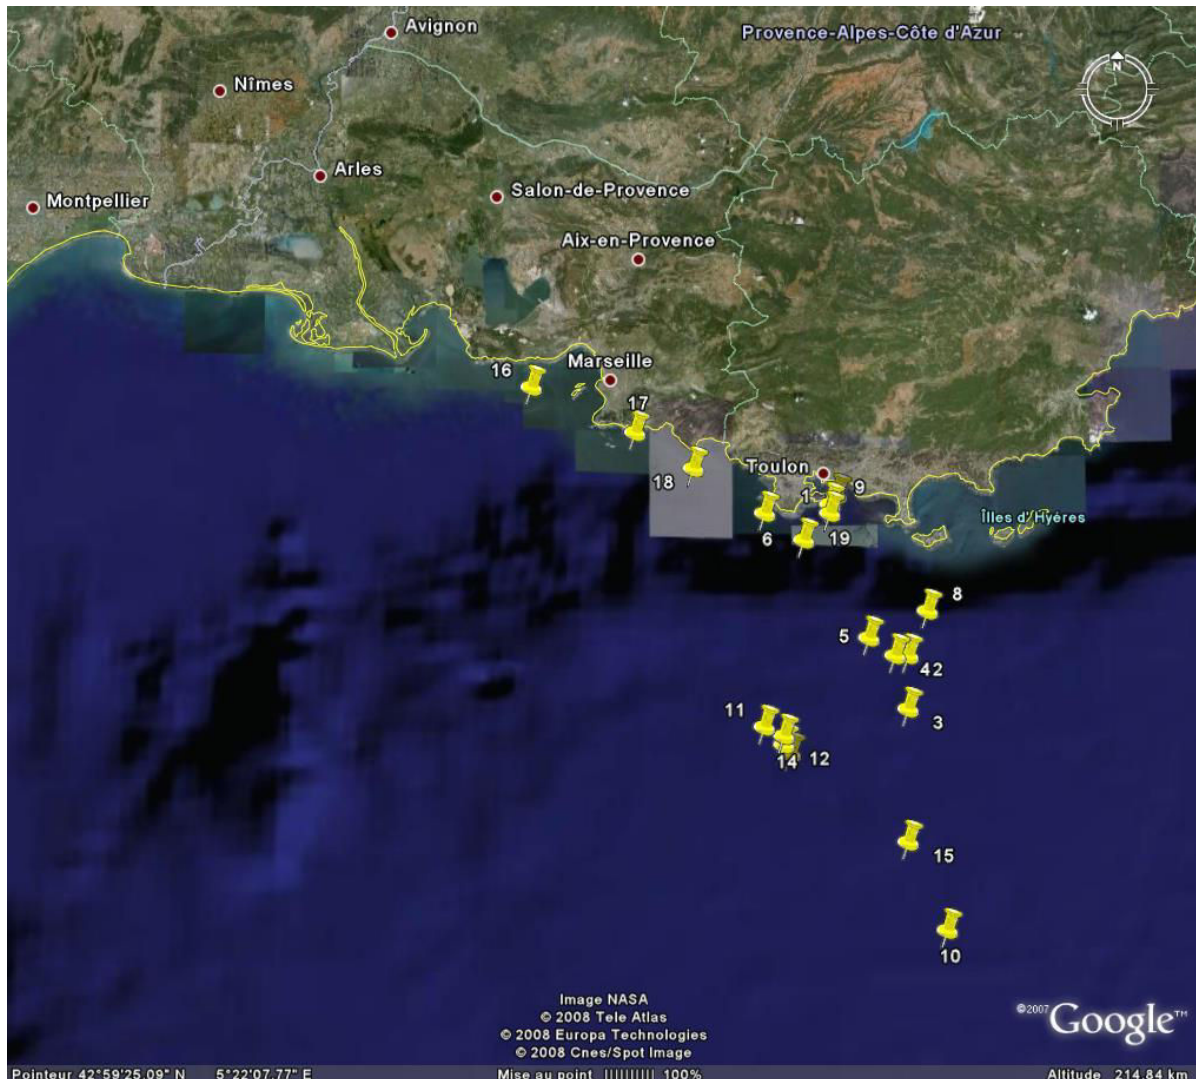 Avignon
Provence-Alpes-Côte d'Azur
N
Nîmes
Arles
Salon-de-Provence
Montpellier
Aix-en-Provence
Marseille
16
17
Toulon
18
1
9
Îlles d'Hyéres
6
19
8
5
42
11
3
14
12
15
10
Image NASA
© 2008 Tele Atlas
© 2008 Europa Technologies
© 2008 Cnes/Spot Image
©2007 Google™
Pointeur 42°59'25.09" N 5°22'07.77" E Mise au point |||||||||| 100% Altitude 214.84 km